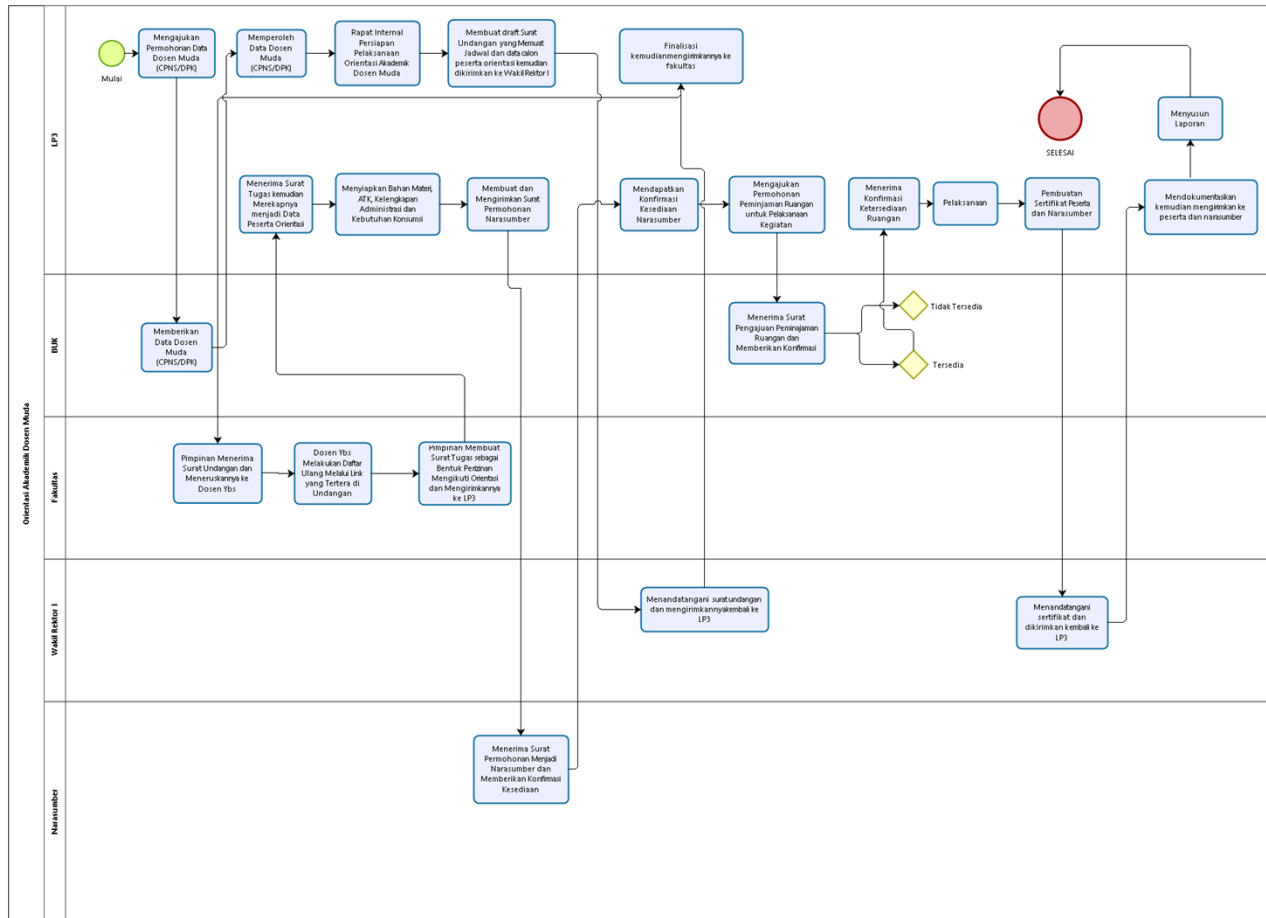 Orientasi Akademik Dosen Muda
LP3
Mulai
Mengajukan
Permohonan Data
Dosen Muda
(CPNS/DPK)
Memperoleh
Data Dosen
Muda
(CPNS/DPK)
Rapat Internal
Persiapan
Pelaksanaan
Orientasi Akademik
Dosen Muda
Membuat draft Surat
Undangan yang Memuat
Jadwal dan data calon
peserta orientasi kemudian
dikirimkan ke Wakil Rektor I
Finalisasi
kemudianmengirimkannya ke
fakultas
SELESAI
Menyusun
Laporan
Menerima Surat
Tugas kemudian
Merekapnya
menjadi Data
Peserta Orientasi
Menyiapkan Bahan Materi,
ATK, Kelengkapan
Administrasi dan
Kebutuhan Konsumsi
Membuat dan
Mengirimkan Surat
Permohonan
Narasumber
Mendapatkan
Konfirmasi
Kesediaan
Narasumber
Mengajukan
Permohonan
Peminjaman Ruangan
untuk Pelaksanaan
Kegiatan
Menerima
Konfirmasi
Ketersediaan
Ruangan
Pelaksanaan
Pembuatan
Sertifikat Peserta
dan Narasumber
Mendokumentasikan
kemudian mengirimkan ke
peserta dan narasumber
BUK
Memberikan
Data Dosen
Muda
(CPNS/DPK)
Menerima Surat
Pengajuan Peminajaman
Ruangan dan
Memberikan Konfirmasi
Tidak Tersedia
Tersedia
Fakultas
Pimpinan Menerima
Surat Undangan dan
Meneruskannya ke
Dosen Ybs
Dosen Ybs
Melakukan Daftar
Ulang Melalui Link
yang Tertera di
Undangan
Pimpinan Membuat
Surat Tugas sebagai
Bentuk Perizinan
Mengikuti Orientasi
dan Mengirimkannya
ke LP3
Wakil Rektor I
Menandatangani suratundangan
dan mengirimkannyakembali ke
LP3
Menandatangani
sertifikat dan
dikirimkan kembali ke
LP3
Narasumber
Menerima Surat
Permohonan Menjadi
Narasumber dan
Memberikan Konfirmasi
Kesediaan